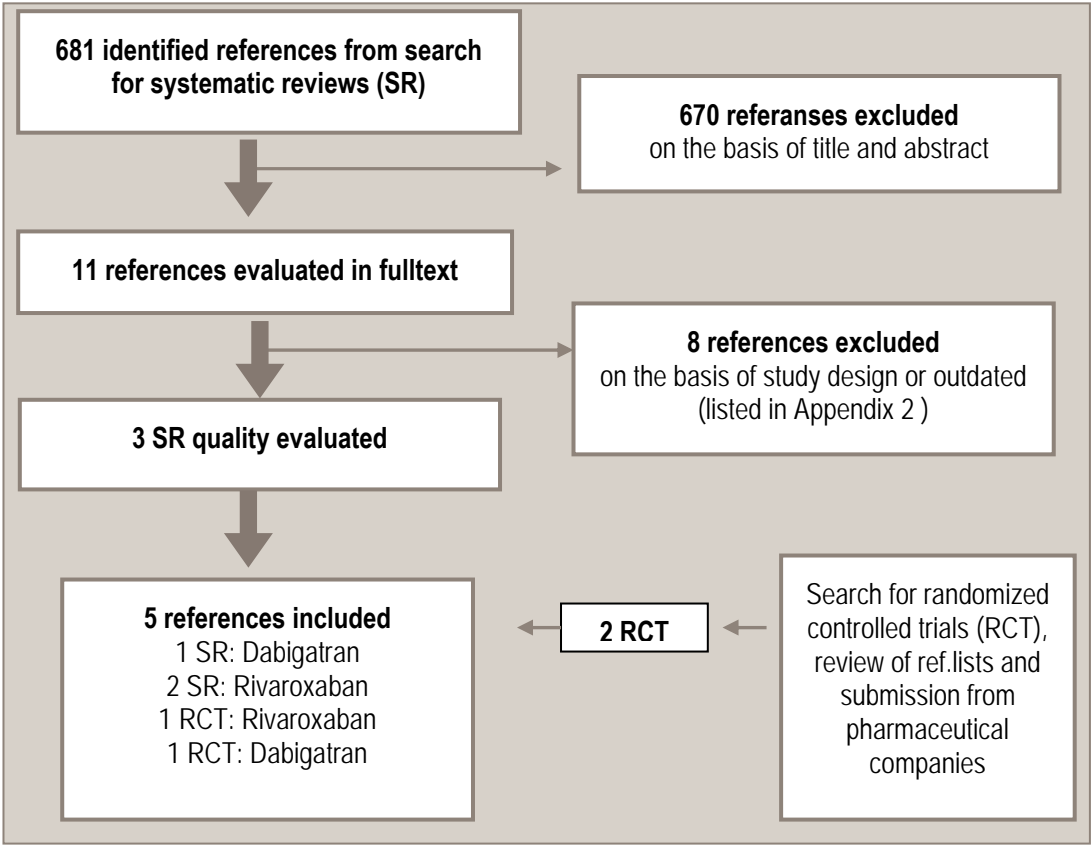 681 identified references from search
for systematic reviews (SR)
670 referanses excluded
on the basis of title and abstract
11 references evaluated in fulltext
8 references excluded
on the basis of study design or outdated
(listed in Appendix 2 )
3 SR quality evaluated
5 references included
1 SR: Dabigatran
2 SR: Rivaroxaban
1 RCT: Rivaroxaban
1 RCT: Dabigatran
2 RCT
Search for randomized
controlled trials (RCT),
review of ref.lists and
submission from
pharmaceutical
companies